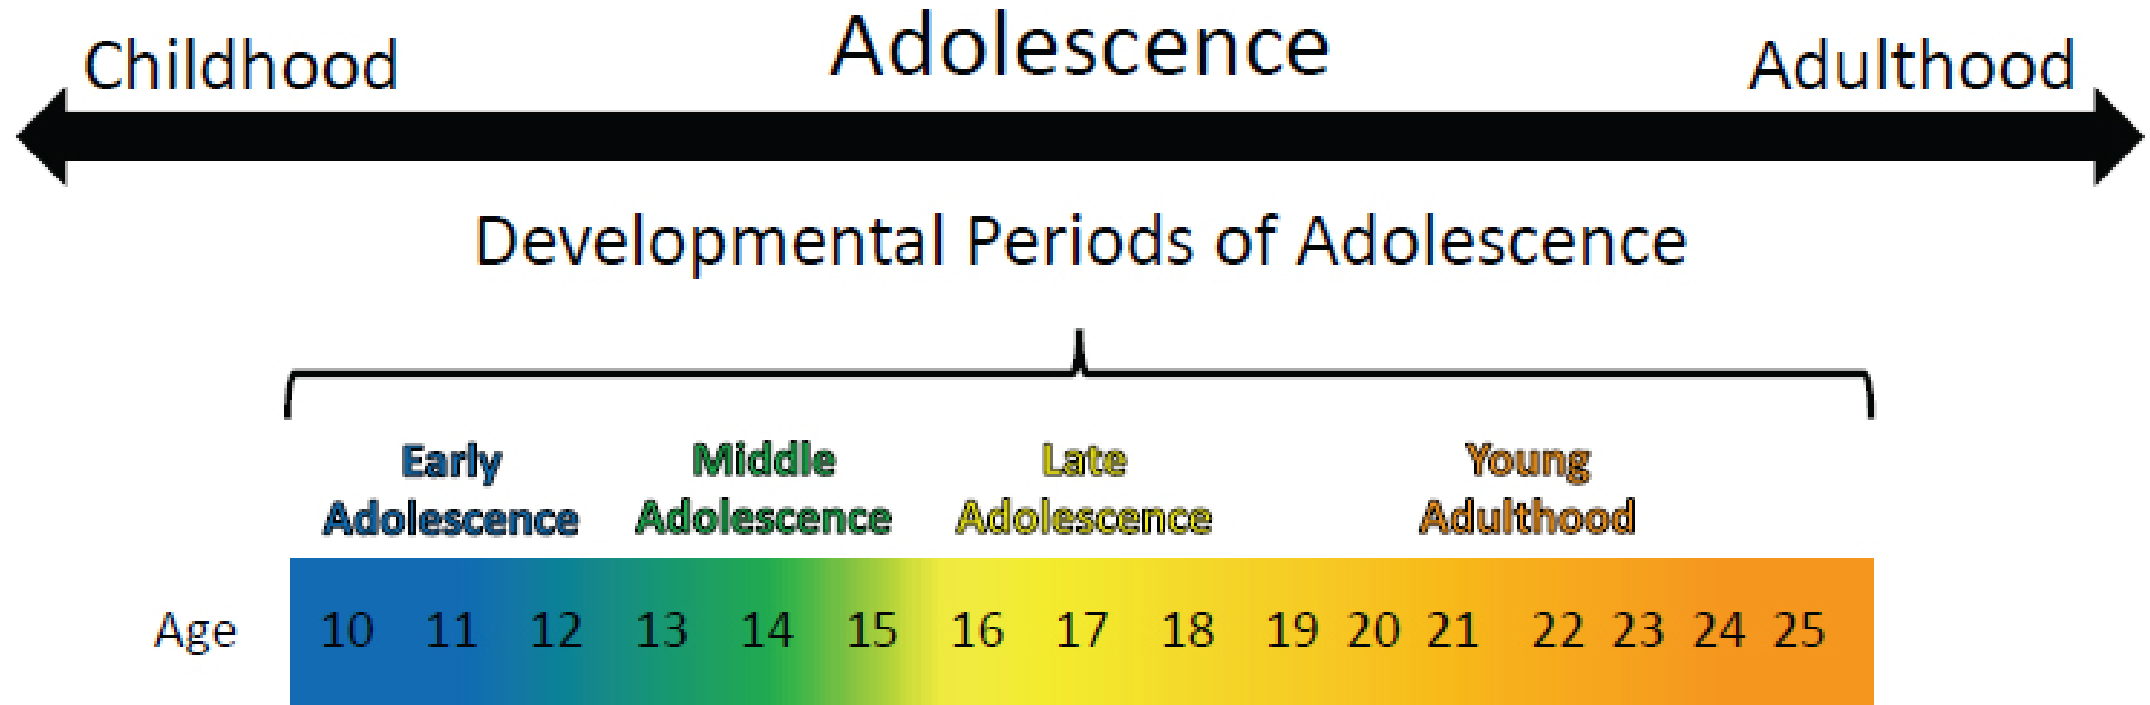 Childhood Adolescence Adulthood
Developmental Periods of Adolescence
Early Adolescence
Middle Adolescence
Late Adolescence
Young Adulthood
Age 10 11 12 13 14 15 16 17 18 19 20 21 22 23 24 25